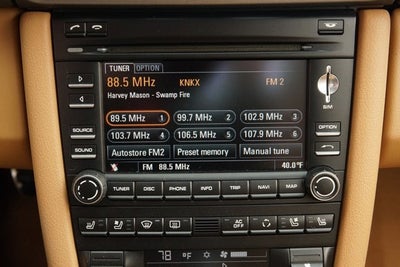 TUNER OPTION
88.5 MHz KNKX FM 2
Harvey Mason - Swamp Fire
SIM
89.5 MHz 1 99.7 MHz 2 102.9 MHz 3
SOURCE OPTION
103.7 MHz 4 106.5 MHz 5 107.9 MHz 6
SOUND
Autostore FM2 Preset memory Manual tune
FM 88.5 MHz 40.0°F
TUNER DISC PHONE INFO TRIP NAVI MAP
AC OFF
78 °F